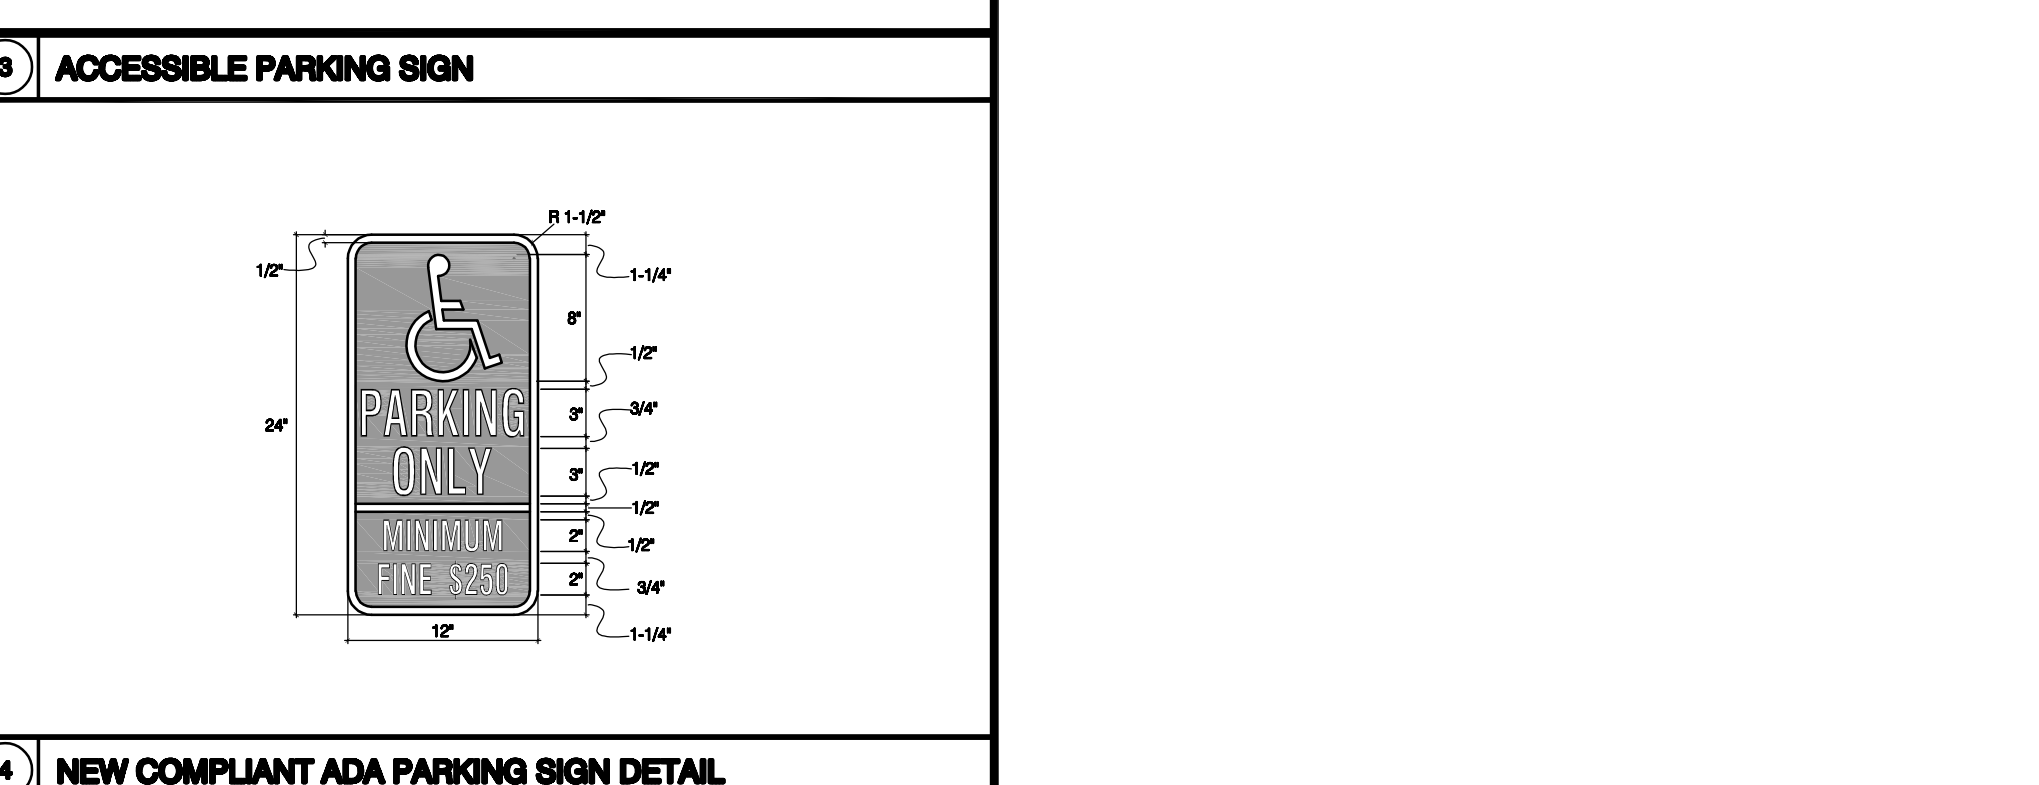 3 ACCESSIBLE PARKING SIGN
R 1-1/2"
1/2"
1-1/4"
8"
1/2"
24"
PARKING
3"
3/4"
ONLY
3"
1/2"
1/2"
MINIMUM
2"
1/2"
FINE $250
2"
3/4"
12"
1-1/4"
4 NEW COMPLIANT ADA PARKING SIGN DETAIL